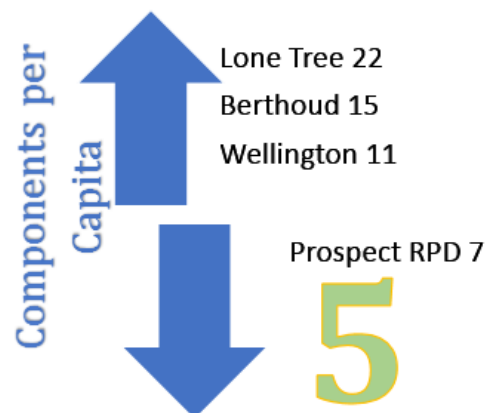 Components per
Capita
Lone Tree 22
Berthoud 15
Wellington 11
Prospect RPD 7
5